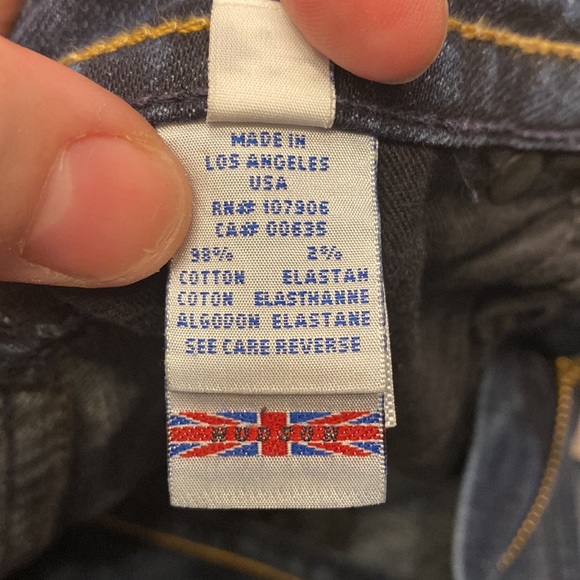 MADE IN
LOS ANGELES
USA
RN# 107906
CA# 00635
98% 2%
COTTON ELASTAN
COTON ELASTHANNE
ALGODON ELASTANE
SEE CARE REVERSE
HUDSON